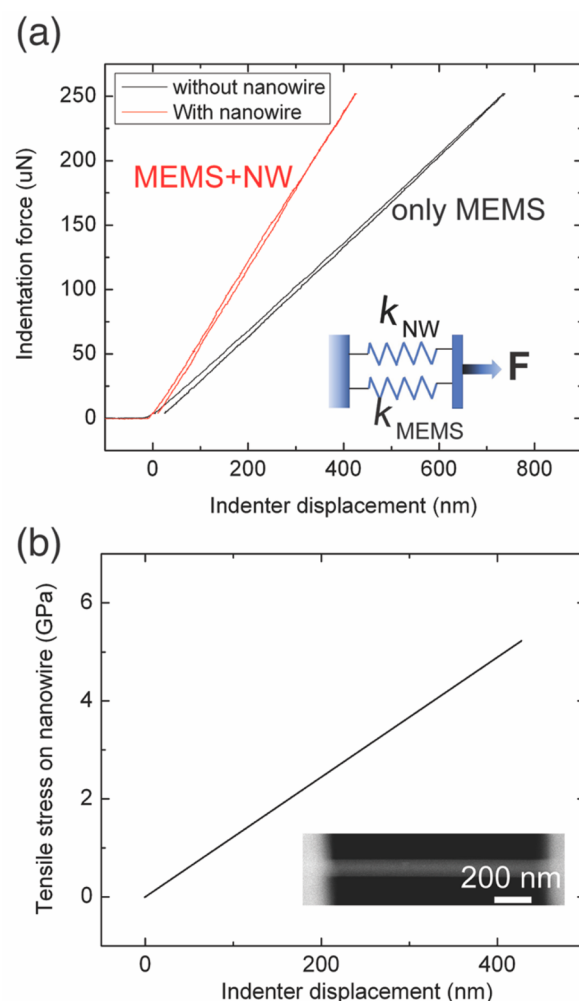 (a)
without nanowire
With nanowire
MEMS+NW
only MEMS
k NW
F
k MEMS
250
200
150
100
50
0
Indentation force (uN)
0 200 400 600 800
Indenter displacement (nm)
(b)
6
4
2
0
Tensile stress on nanowire (GPa)
200 nm
0 200 400
Indenter displacement (nm)